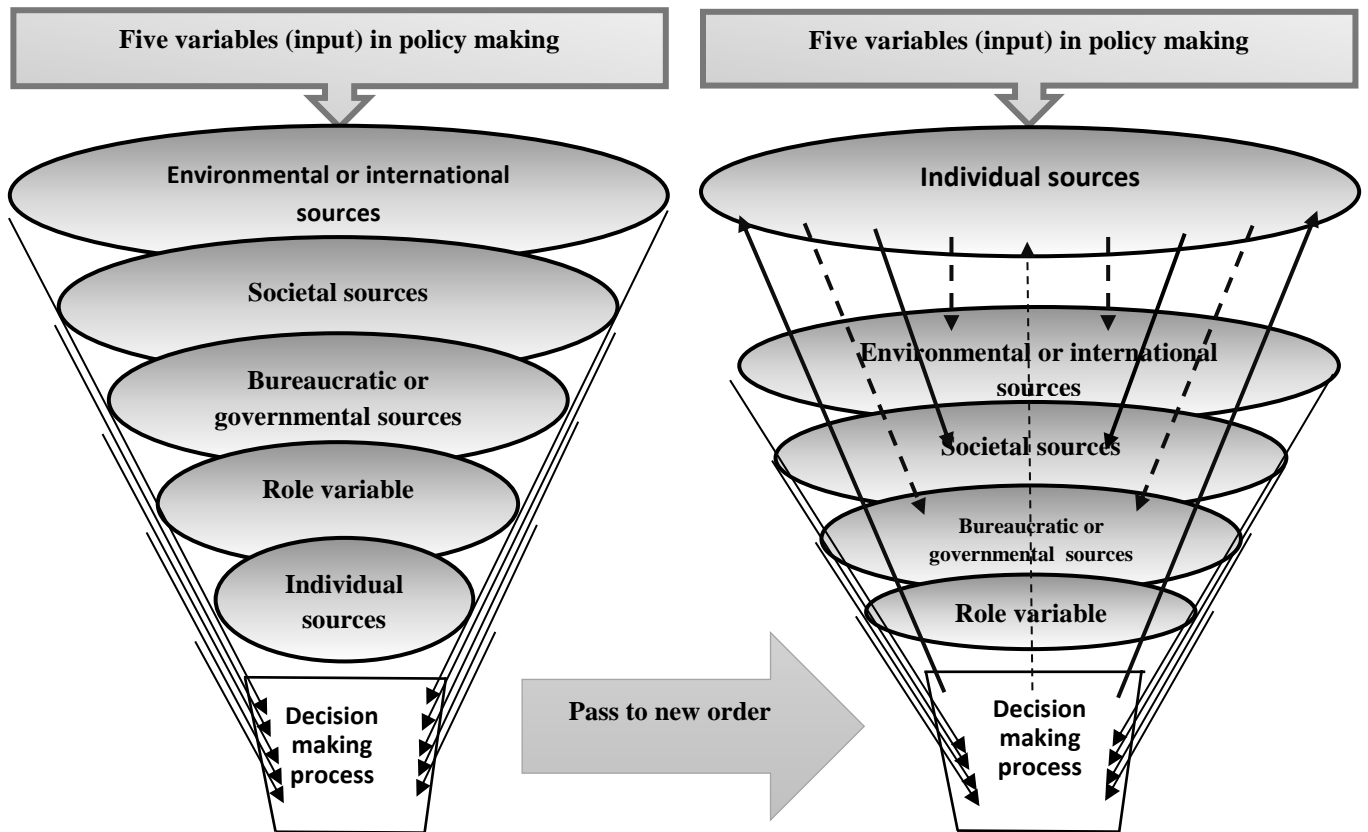 Five variables (input) in policy making
Environmental or international
sources
Societal sources
Bureaucratic or
governmental sources
Role variable
Individual
sources
Decision
making
process
Pass to new order
Five variables (input) in policy making
Individual sources
Environmental or international
sources
Societal sources
Bureaucratic or
governmental sources
Role variable
Decision
making
process